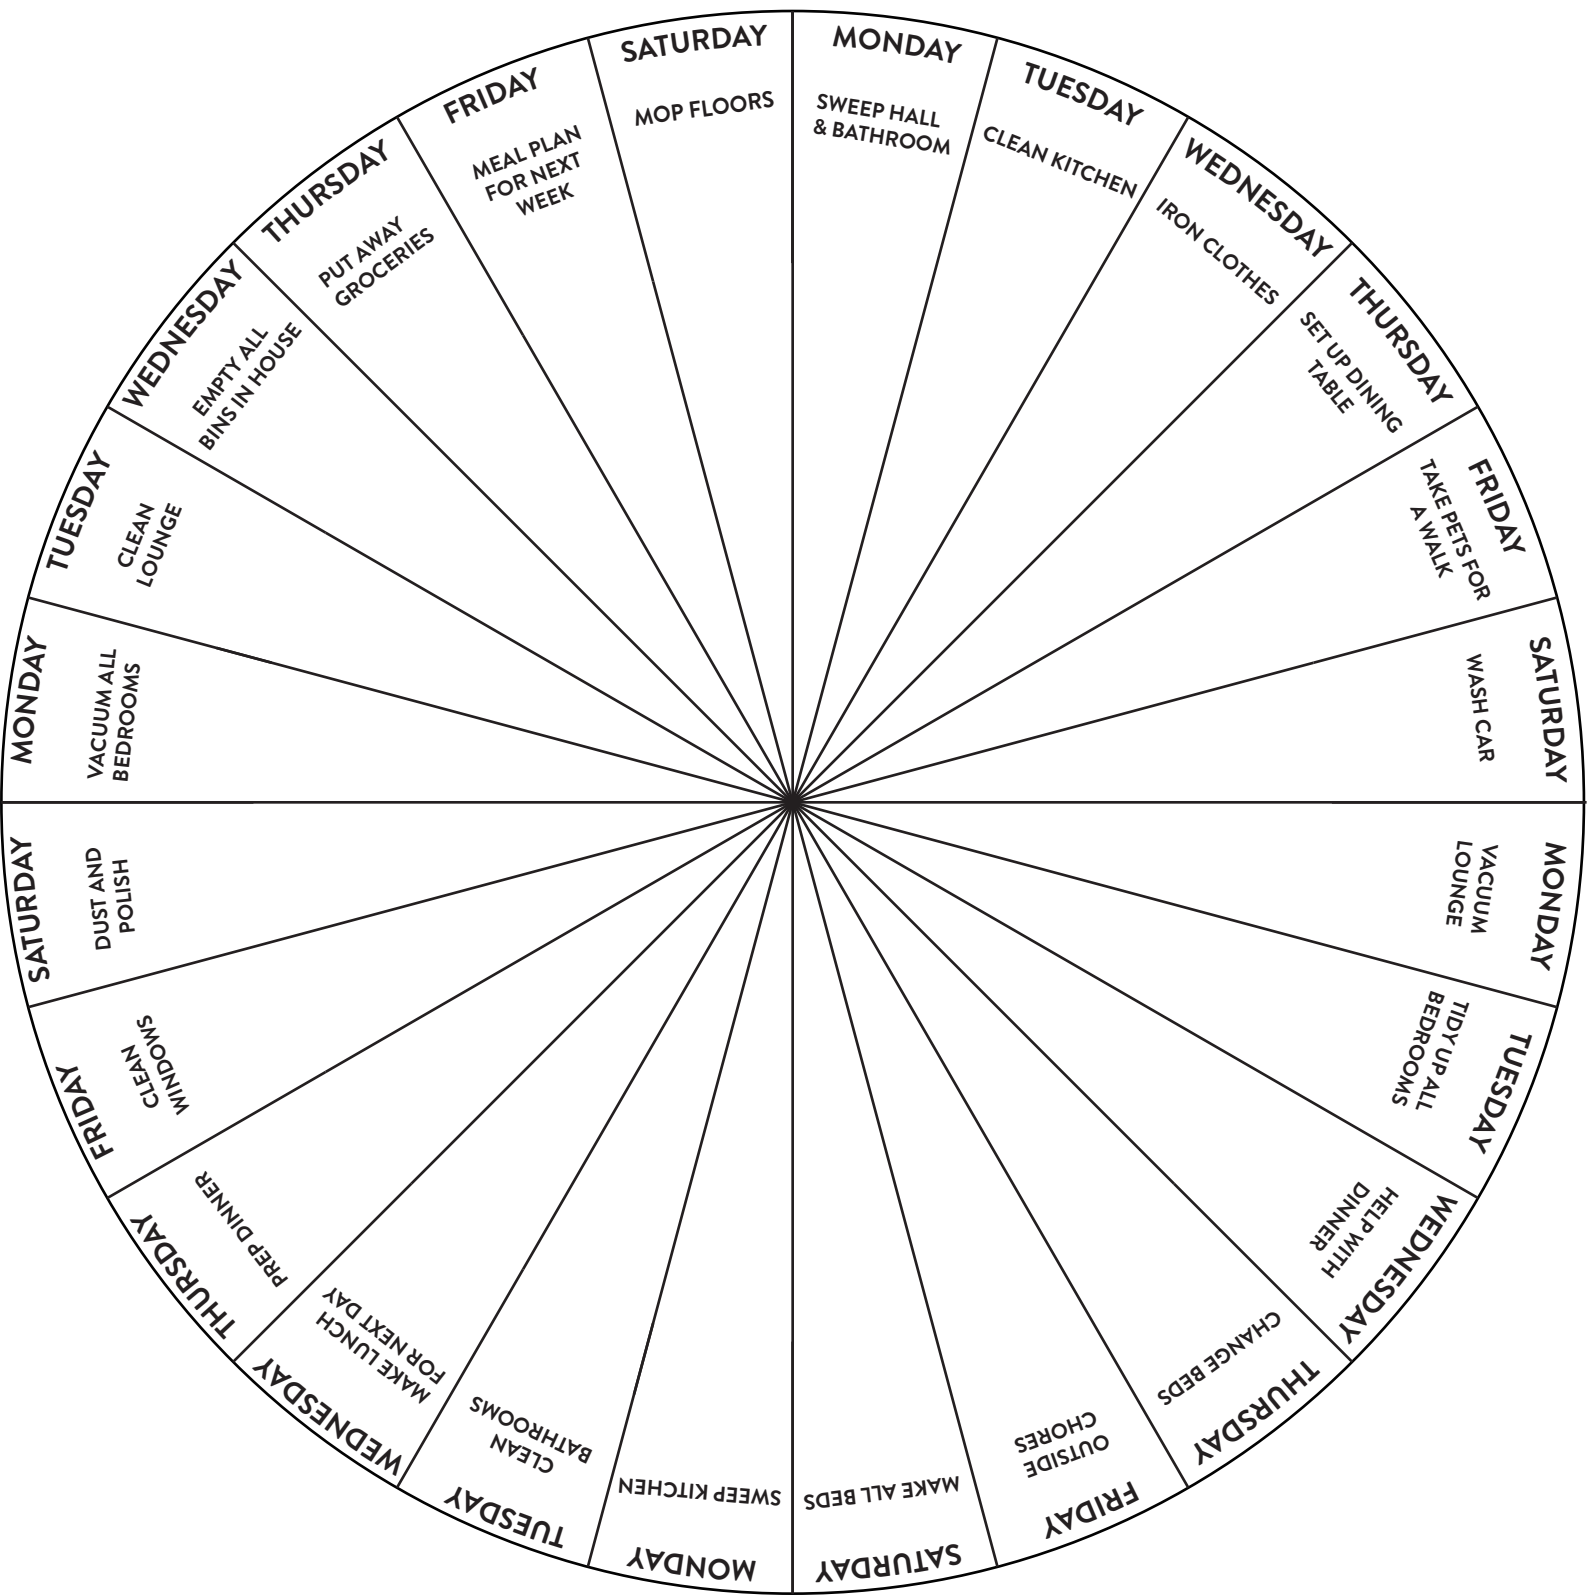 MONDAY
SWEEP HALL
& BATHROOM
TUESDAY
CLEAN KITCHEN
WEDNESDAY
IRON CLOTHES
THURSDAY
SET UP DINING
TABLE
FRIDAY
TAKE PETS FOR
A WALK
SATURDAY
WASH CAR
MONDAY
VACUUM
LOUNGE
TUESDAY
TIDY UP ALL
BEDROOMS
WEDNESDAY
HELP WITH
DINNER
THURSDAY
CHANGE BEDS
FRIDAY
OUTSIDE
CHORES
SATURDAY
MAKE ALL BEDS
MONDAY
SWEEP KITCHEN
TUESDAY
CLEAN
BATHROOMS
WEDNESDAY
MAKE LUNCH
FOR NEXT DAY
THURSDAY
PREP DINNER
FRIDAY
CLEAN
WINDOWS
SATURDAY
DUST AND
POLISH
MONDAY
VACUUM ALL
BEDROOMS
TUESDAY
CLEAN
LOUNGE
WEDNESDAY
EMPTY ALL
BINS IN HOUSE
THURSDAY
PUT AWAY
GROCERIES
FRIDAY
MEAL PLAN
FOR NEXT
WEEK
SATURDAY
MOP FLOORS